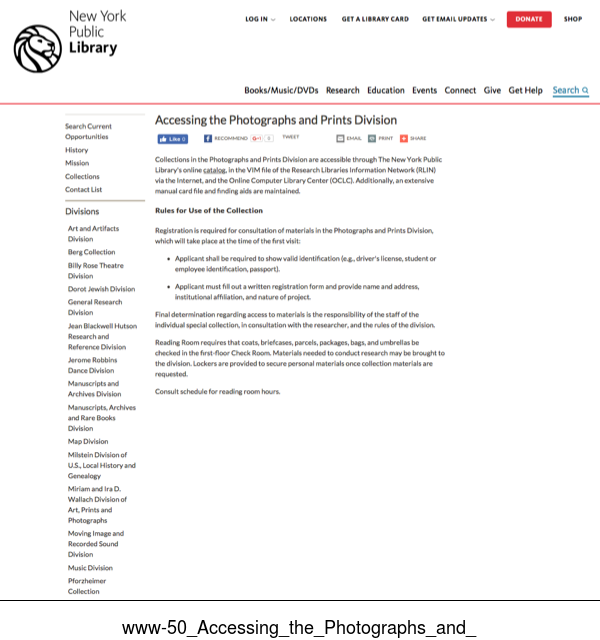 New York
Public
Library
LOG IN
LOCATIONS
GET A LIBRARY CARD
GET EMAIL UPDATES
DONATE
SHOP
Books/Music/DVDs Research Education Events Connect Give Get Help Search
Search Current
Opportunities
History
Mission
Collections
Contact List
Divisions
Art and Artifacts
Division
Berg Collection
Billy Rose Theatre
Division
Dorot Jewish Division
General Research
Division
Jean Blackwell Hutson
Research and
Reference Division
Jerome Robbins
Dance Division
Manuscripts and
Archives Division
Manuscripts, Archives
and Rare Books
Division
Map Division
Milstein Division of
U.S., Local History and
Genealogy
Miriam and Ira D.
Wallach Division of
Art, Prints and
Photographs
Moving Image and
Recorded Sound
Division
Music Division
Pforzheimer
Collection
Accessing the Photographs and Prints Division
Like 0
RECOMMEND
G+1 0
TWEET
EMAIL
PRINT
SHARE
Collections in the Photographs and Prints Division are accessible through The New York Public
Library's online catalog, in the VIM file of the Research Libraries Information Network (RLIN)
via the Internet, and the Online Computer Library Center (OCLC). Additionally, an extensive
manual card file and finding aids are maintained.
Rules for Use of the Collection
Registration is required for consultation of materials in the Photographs and Prints Division,
which will take place at the time of the first visit:
• Applicant shall be required to show valid identification (e.g., driver's license, student or
employee identification, passport).
• Applicant must fill out a written registration form and provide name and address,
institutional affiliation, and nature of project.
Final determination regarding access to materials is the responsibility of the staff of the
individual special collection, in consultation with the researcher, and the rules of the division.
Reading Room requires that coats, briefcases, parcels, packages, bags, and umbrellas be
checked in the first-floor Check Room. Materials needed to conduct research may be brought to
the division. Lockers are provided to secure personal materials once collection materials are
requested.
Consult schedule for reading room hours.
www-50_Accessing_the_Photographs_and_